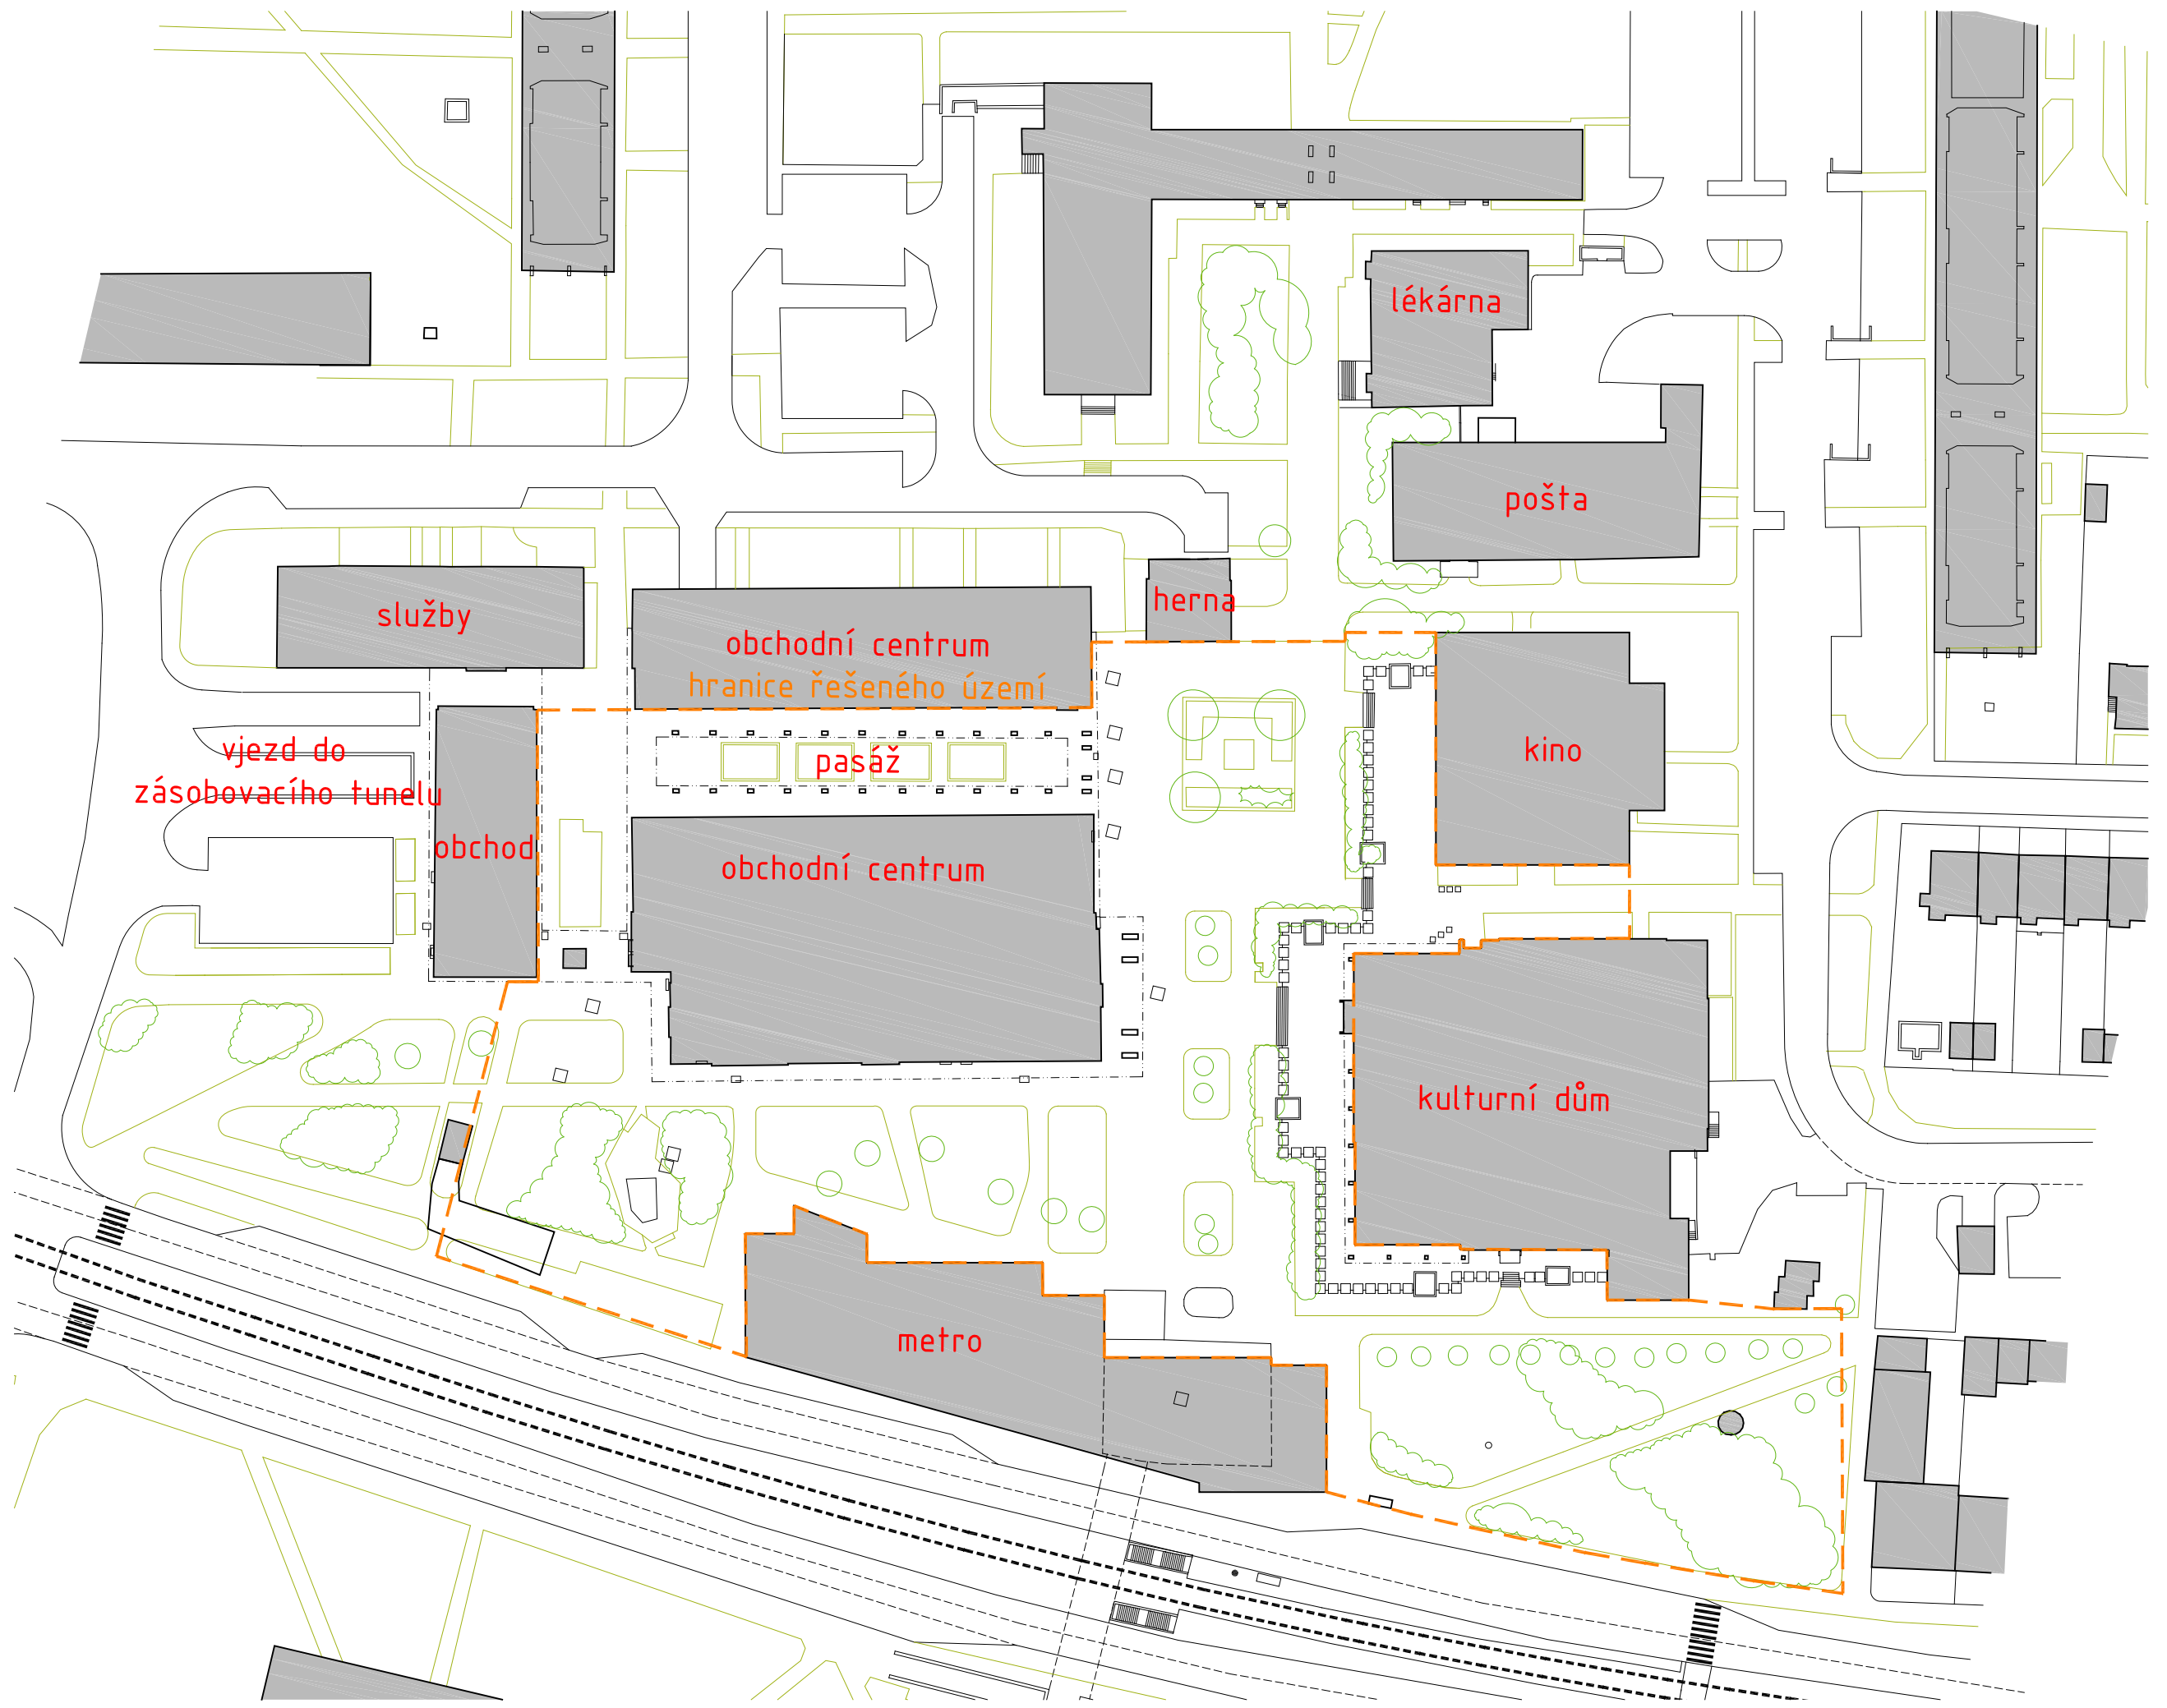 lékárna
pošta
služby
herna
obchodní centrum
hranice řešeného území
vjezd do
zásobovacího tunelu
pasáž
kino
obchod
obchodní centrum
kulturní dům
metro